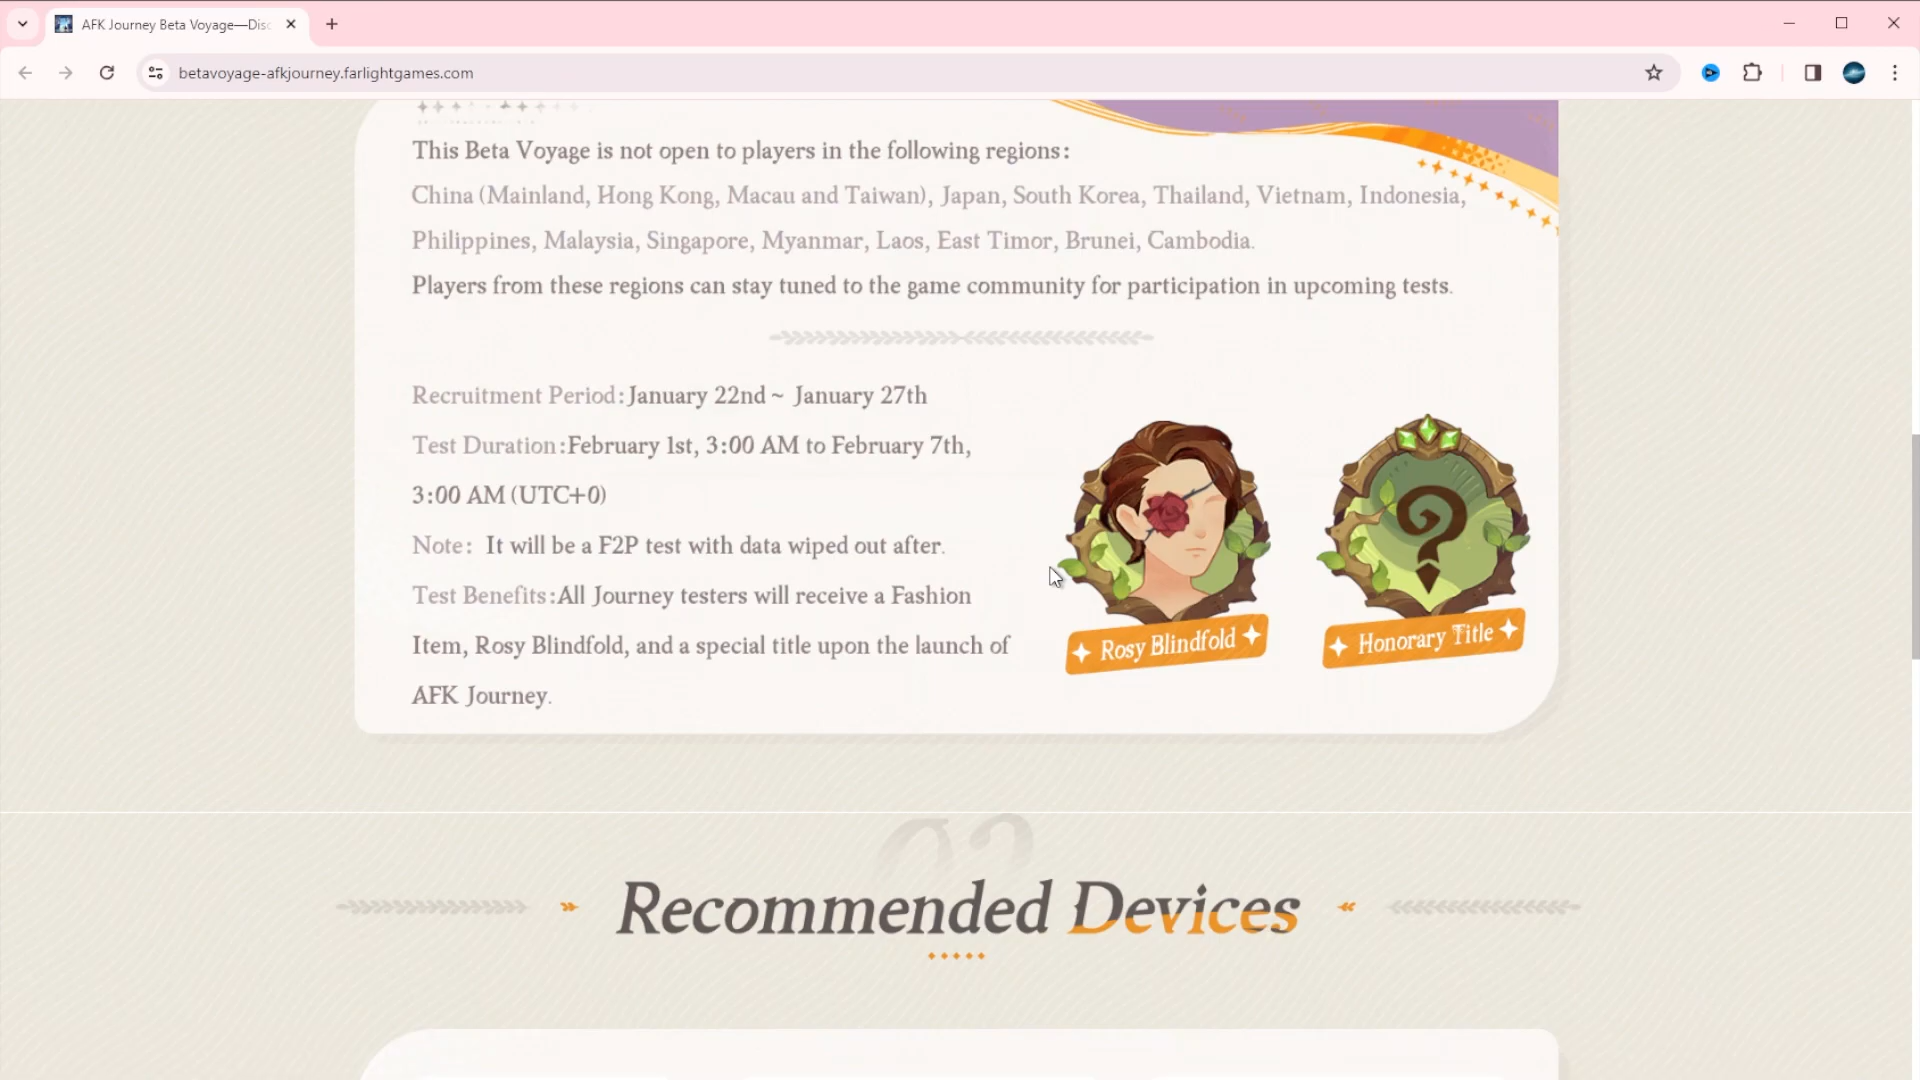 AFK Journey Beta Voyage—Disc
betavoyage-afkjourney.farlightgames.com
This Beta Voyage is not open to players in the following regions:
China (Mainland, Hong Kong, Macau and Taiwan), Japan, South Korea, Thailand, Vietnam, Indonesia,
Philippines, Malaysia, Singapore, Myanmar, Laos, East Timor, Brunei, Cambodia.
Players from these regions can stay tuned to the game community for participation in upcoming tests.
Recruitment Period:January 22nd ~ January 27th
Test Duration:February 1st, 3:00 AM to February 7th,
3:00 AM (UTC+0)
Note: It will be a F2P test with data wiped out after.
Test Benefits:All Journey testers will receive a Fashion
Item, Rosy Blindfold, and a special title upon the launch of
AFK Journey.
Rosy Blindfold
Honorary Title
Recommended Devices